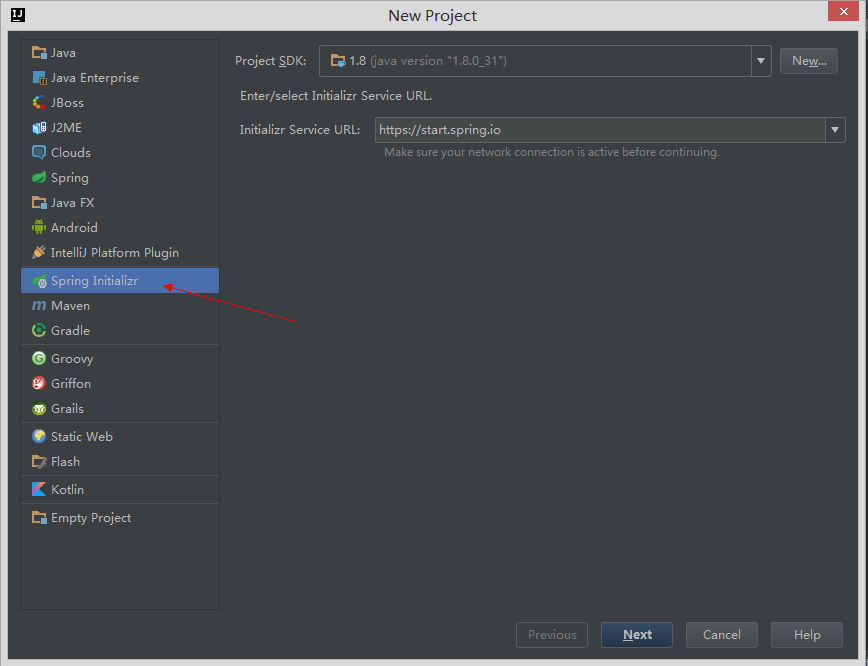 New Project
Java
Java Enterprise
JBoss
J2ME
Clouds
Spring
Java FX
Android
IntelliJ Platform Plugin
Spring Initializr
Maven
Gradle
Groovy
Griffon
Grails
Static Web
Flash
Kotlin
Empty Project
Project SDK: 1.8 (java version "1.8.0_31") New...
Enter/select Initializr Service URL.
Initializr Service URL: https://start.spring.io
Make sure your network connection is active before continuing.
Previous Next Cancel Help